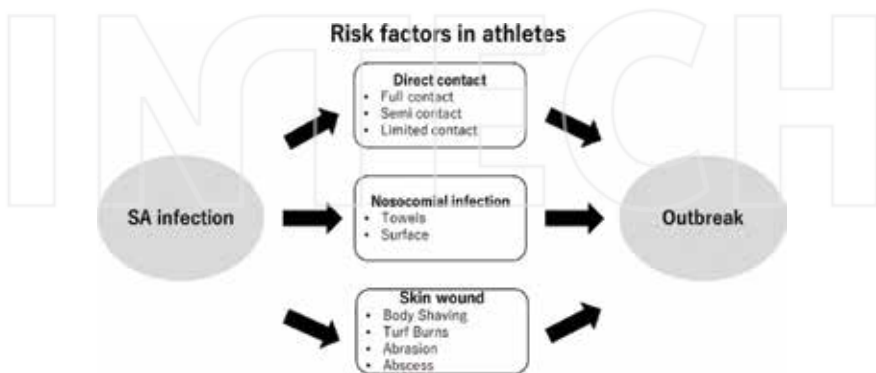 INTECH
Risk factors in athletes
Direct contact
• Full contact
• Semi contact
• Limited contact
SA infection
Nosocomial infection
• Towels
• Surface
Outbreak
Skin wound
• Body Shaving
• Turf Burns
• Abrasion
• Abscess